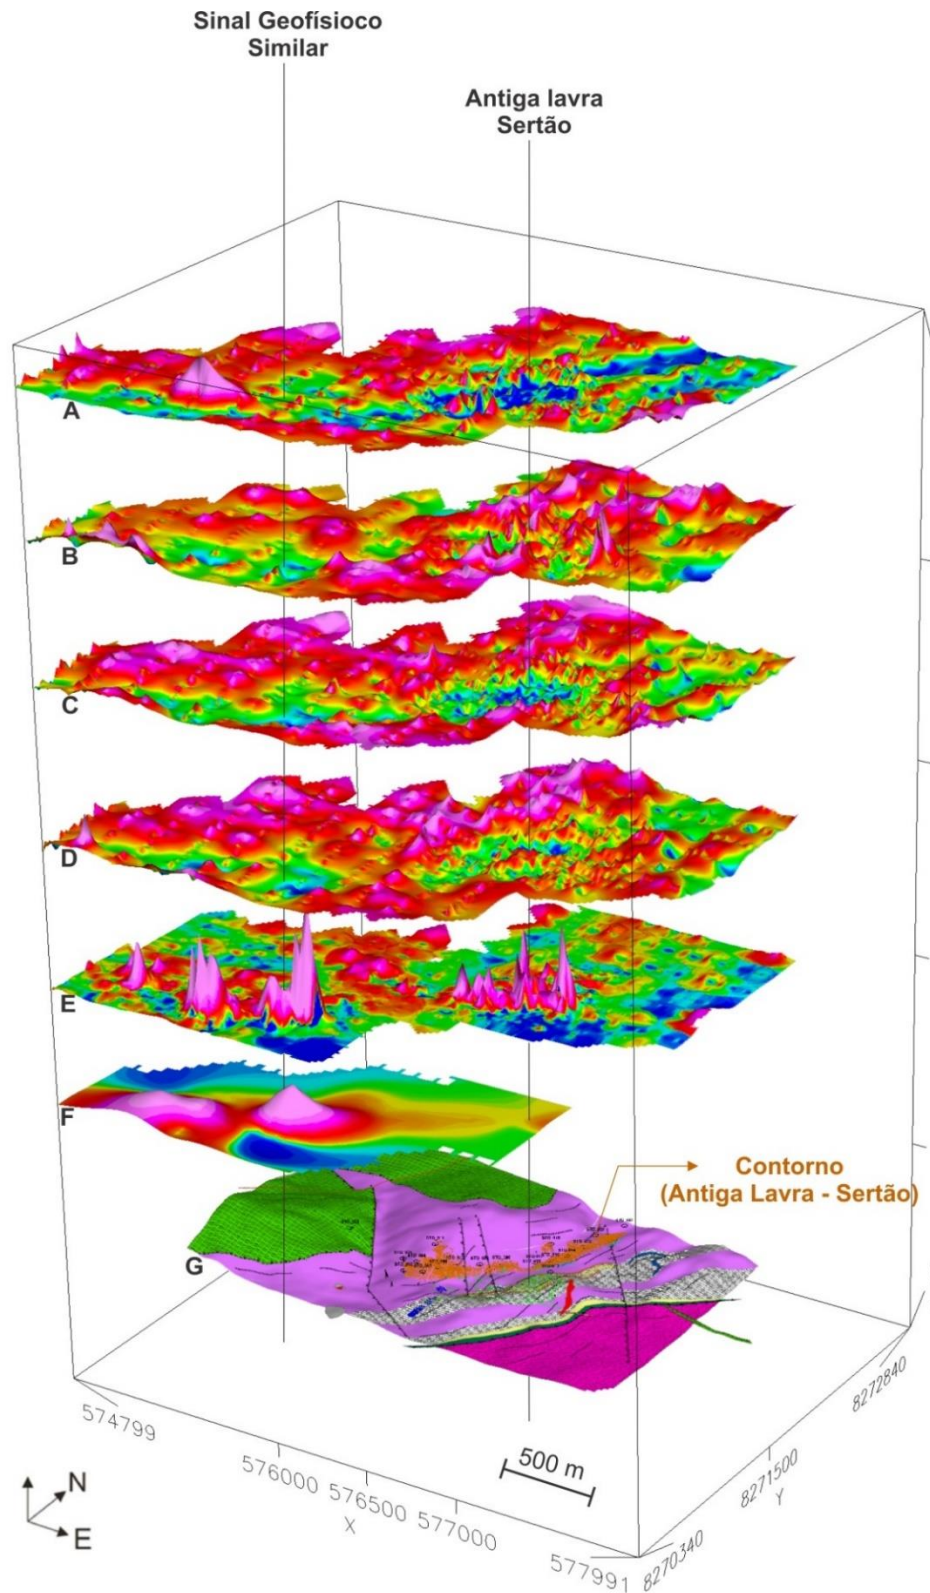 Sinal Geofísioco
Similar
Antiga lavra
Sertão
A
B
C
D
E
F
Contorno
(Antiga Lavra - Sertão)
G
574799
576000
576500
577000
577991
X
500 m
8270340
8271500
8272840
Y
N
E